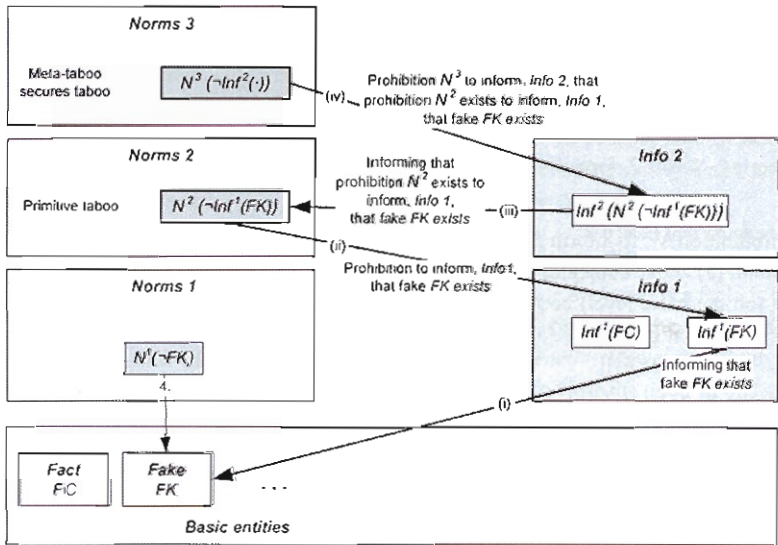 Norms 3
Meta-taboo
secures taboo
N³ (¬Inf²(·))
(iv)
Prohibition N³ to inform, Info 2, that
prohibition N² exists to inform, Info 1,
that fake FK exists
Norms 2
Primitive taboo
N² (¬Inf¹(FK))
Informing that
prohibition N² exists to
inform, Info 1,
that fake FK exists
(iii)
Info 2
Inf² (N² (¬Inf¹(FK)))
(ii)
Prohibition to inform, Info1,
that fake FK exists
Norms 1
N¹(¬FK)
Info 1
Inf¹(FC)
Inf¹(FK)
Informing that
fake FK exists
(i)
Fact
FC
Fake
FK
. . .
Basic entities